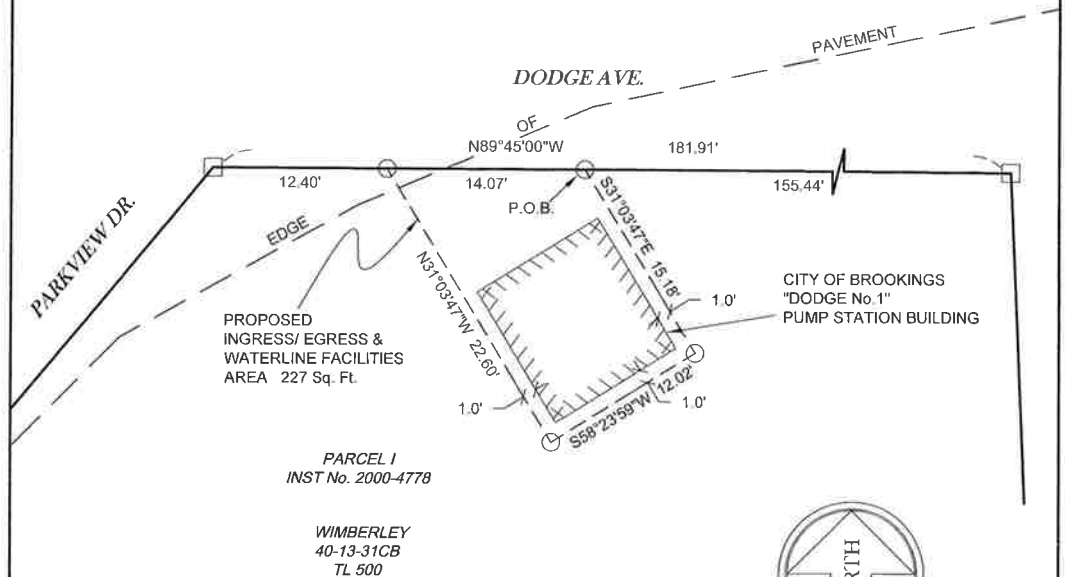 PAVEMENT
DODGE AVE.
OF
N89°45'00"W
181.91'
12.40'
14.07'
155.44'
P.O.B.
PARKVIEW DR.
EDGE
S31°03'47"E 15.18'
N31°03'47"W 22.60'
CITY OF BROOKINGS
"DODGE No.1"
PUMP STATION BUILDING
1.0'
PROPOSED
INGRESS/ EGRESS &
WATERLINE FACILITIES
AREA 227 Sq. Ft.
1.0'
S58°23'59"W 12.02'
1.0'
PARCEL I
INST No. 2000-4778
WIMBERLEY
40-13-31CB
TL 500